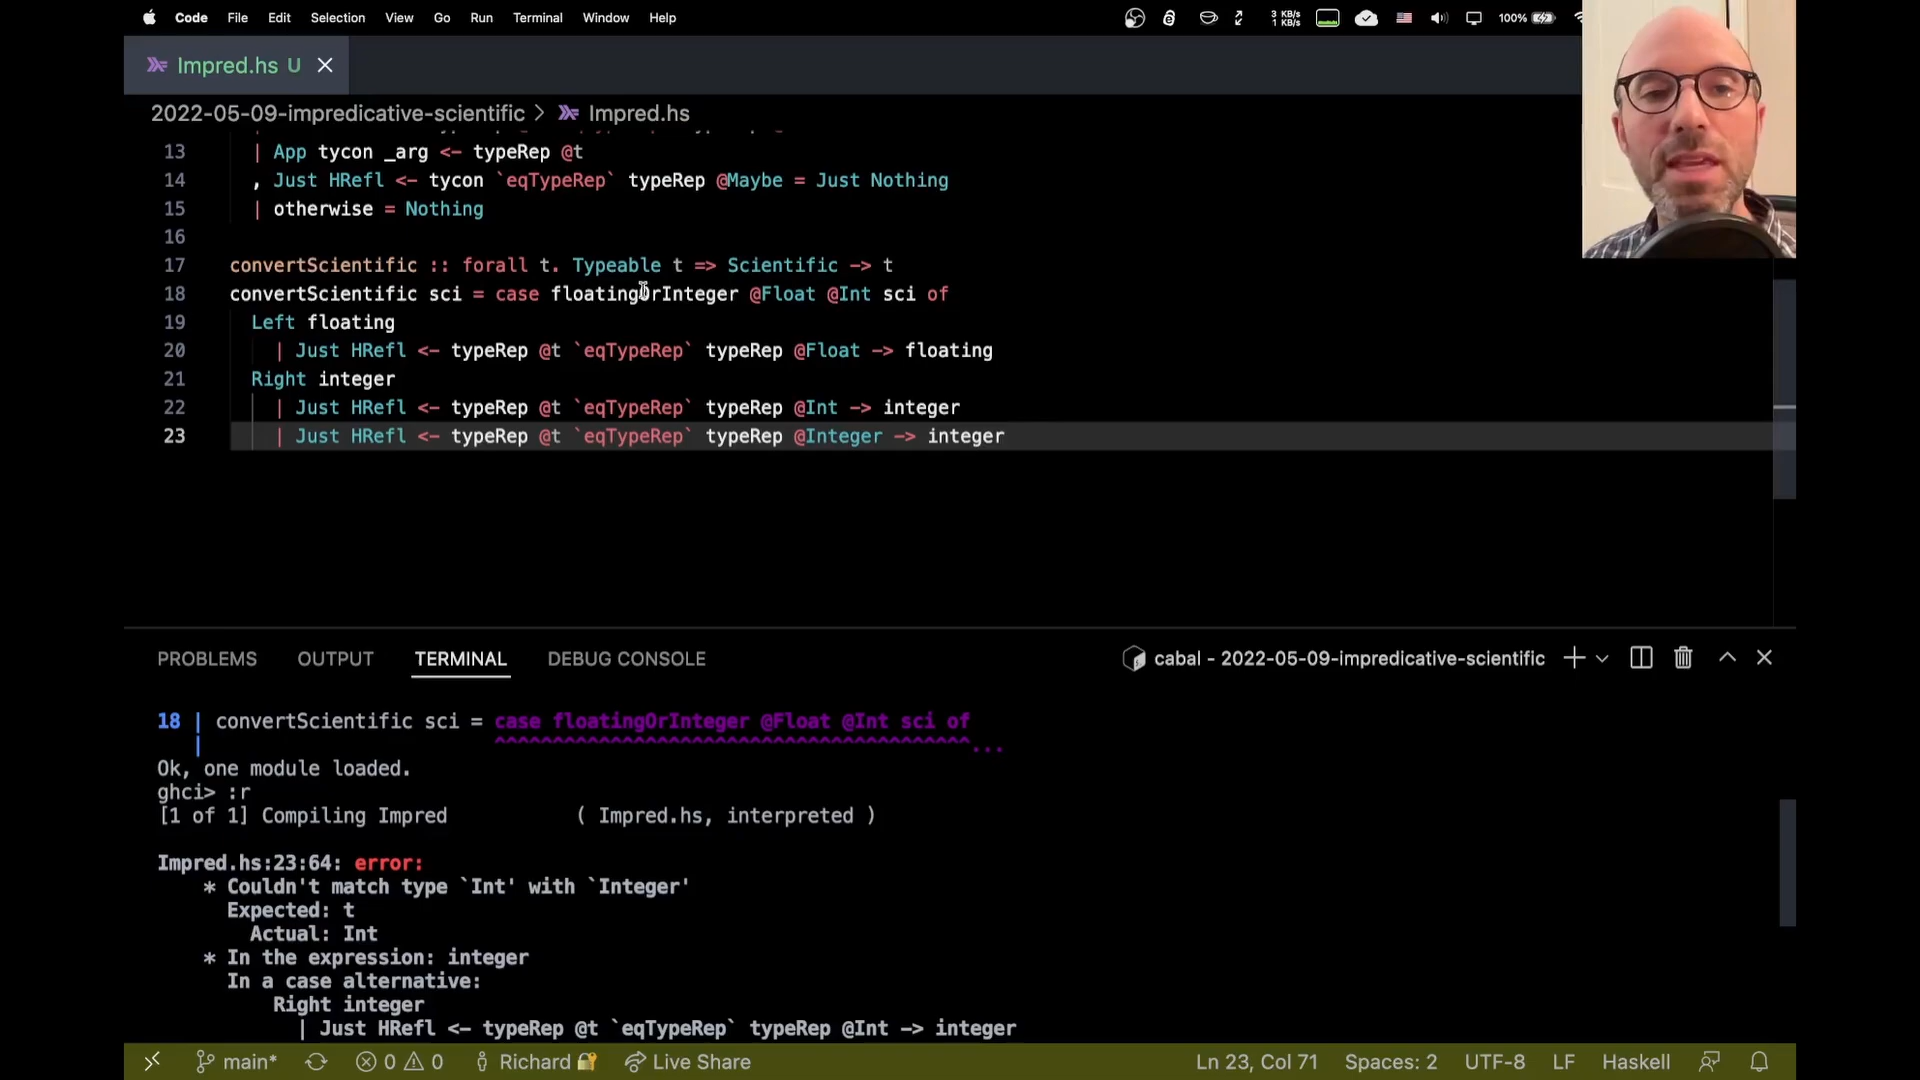 Code File Edit Selection View Go Run Terminal Window Help 3 KB/s 1 KB/s 100%
Impred.hs U
2022-05-09-impredicative-scientific > Impred.hs
13 | App tycon _arg <- typeRep @t
14 , Just HRefl <- tycon `eqTypeRep` typeRep @Maybe = Just Nothing
15 | otherwise = Nothing
16
17 convertScientific :: forall t. Typeable t => Scientific -> t
18 convertScientific sci = case floatingOrInteger @Float @Int sci of
19 Left floating
20 | Just HRefl <- typeRep @t `eqTypeRep` typeRep @Float -> floating
21 Right integer
22 | Just HRefl <- typeRep @t `eqTypeRep` typeRep @Int -> integer
23 | Just HRefl <- typeRep @t `eqTypeRep` typeRep @Integer -> integer
PROBLEMS OUTPUT TERMINAL DEBUG CONSOLE cabal - 2022-05-09-impredicative-scientific
18 | convertScientific sci = case floatingOrInteger @Float @Int sci of
| ^^^^^^^^^^^^^^^^^^^^^^^^^^^^^^^^^^^^^^^^^...
Ok, one module loaded.
ghci> :r
[1 of 1] Compiling Impred ( Impred.hs, interpreted )
Impred.hs:23:64: error:
* Couldn't match type `Int' with `Integer'
Expected: t
Actual: Int
* In the expression: integer
In a case alternative:
Right integer
| Just HRefl <- typeRep @t `eqTypeRep` typeRep @Int -> integer
main* 0 0 Richard Live Share Ln 23, Col 71 Spaces: 2 UTF-8 LF Haskell